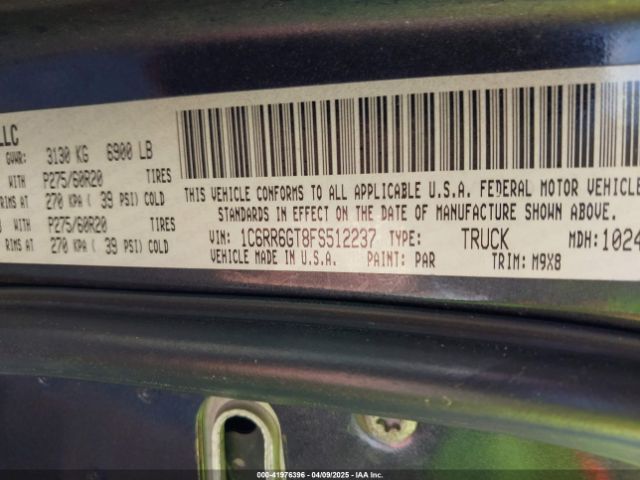 LLC
GVWR: 3130 KG 6900 LB
WITH P275/60R20 TIRES
RIMS AT 270 KPA ( 39 PSI) COLD
WITH P275/60R20 TIRES
RIMS AT 270 KPA ( 39 PSI) COLD
THIS VEHICLE CONFORMS TO ALL APPLICABLE U.S.A. FEDERAL MOTOR VEHICLE
STANDARDS IN EFFECT ON THE DATE OF MANUFACTURE SHOWN ABOVE.
VIN: 1C6RR6GT8FS512237 TYPE: TRUCK MDH: 1024
VEHICLE MADE IN U.S.A. PAINT: PAR TRIM: M9X8
000-41976396 - 04/09/2025 - IAA Inc.